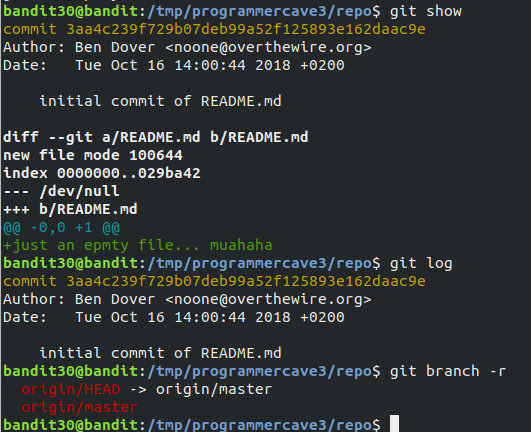 bandit30@bandit:/tmp/programmercave3/repo$ git show
commit 3aa4c239f729b07deb99a52f125893e162daac9e
Author: Ben Dover <noone@overthewire.org>
Date:   Tue Oct 16 14:00:44 2018 +0200
    initial commit of README.md
diff --git a/README.md b/README.md
new file mode 100644
index 0000000..029ba42
--- /dev/null
+++ b/README.md
@@ -0,0 +1 @@
+just an epmty file... muahaha
bandit30@bandit:/tmp/programmercave3/repo$ git log
commit 3aa4c239f729b07deb99a52f125893e162daac9e
Author: Ben Dover <noone@overthewire.org>
Date:   Tue Oct 16 14:00:44 2018 +0200
    initial commit of README.md
bandit30@bandit:/tmp/programmercave3/repo$ git branch -r
  origin/HEAD -> origin/master
  origin/master
bandit30@bandit:/tmp/programmercave3/repo$